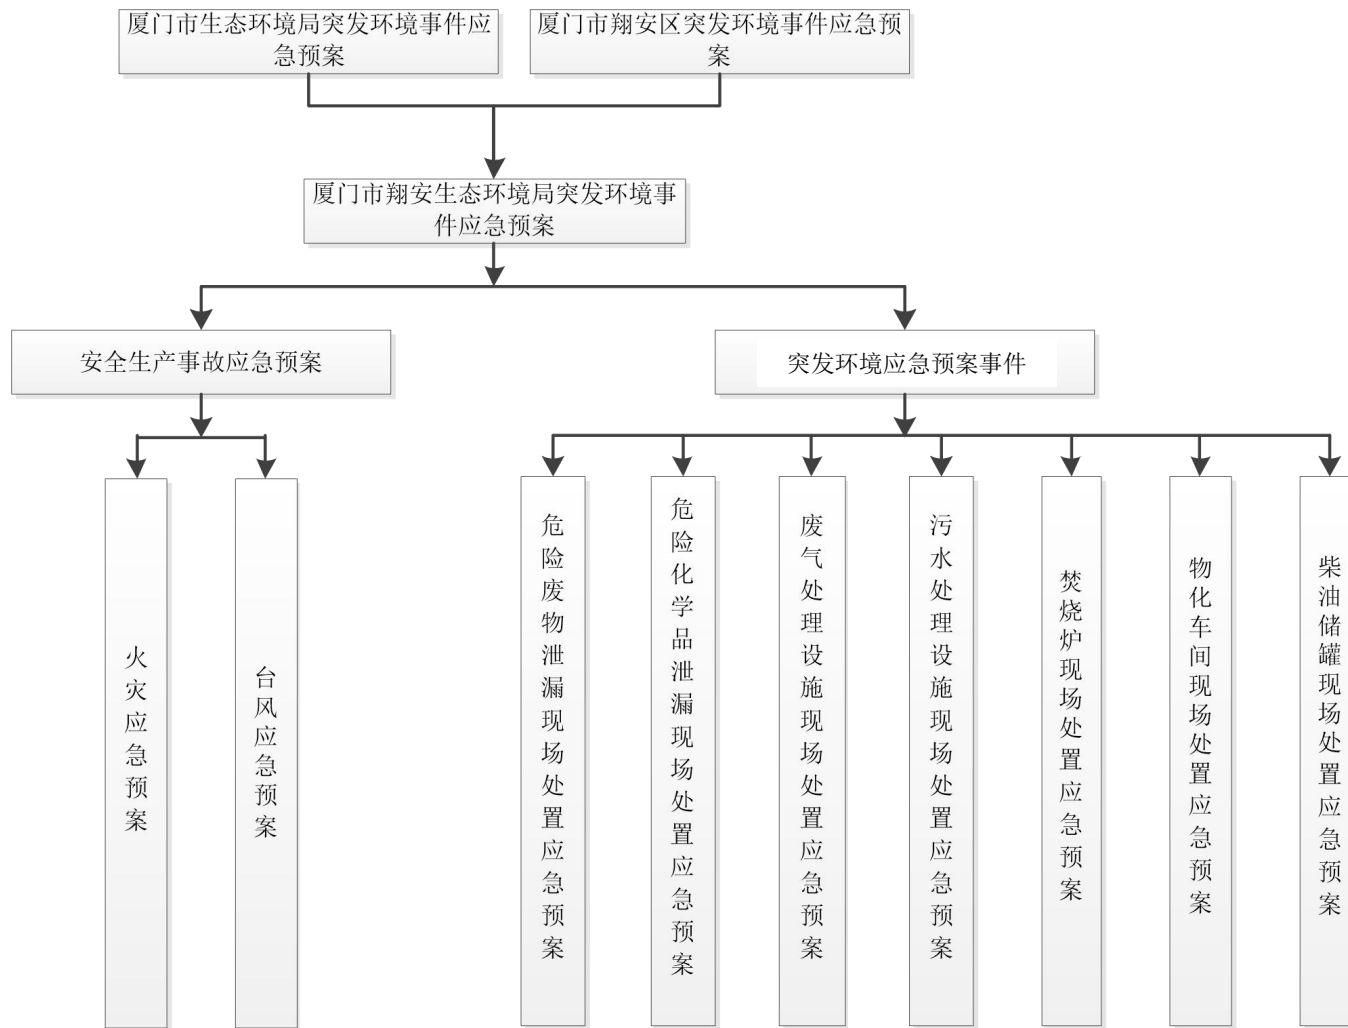 厦门市生态环境局突发环境事件应
急预案
厦门市翔安区突发环境事件应急预
案
厦门市翔安生态环境局突发环境事
件应急预案
安全生产事故应急预案
突发环境应急预案事件
火灾应急预案
台风应急预案
危险废物泄漏现场处置应急预案
危险化学品泄漏现场处置应急预案
废气处理设施现场处置应急预案
污水处理设施现场处置应急预案
焚烧炉现场处置应急预案
物化车间现场处置应急预案
柴油储罐现场处置应急预案